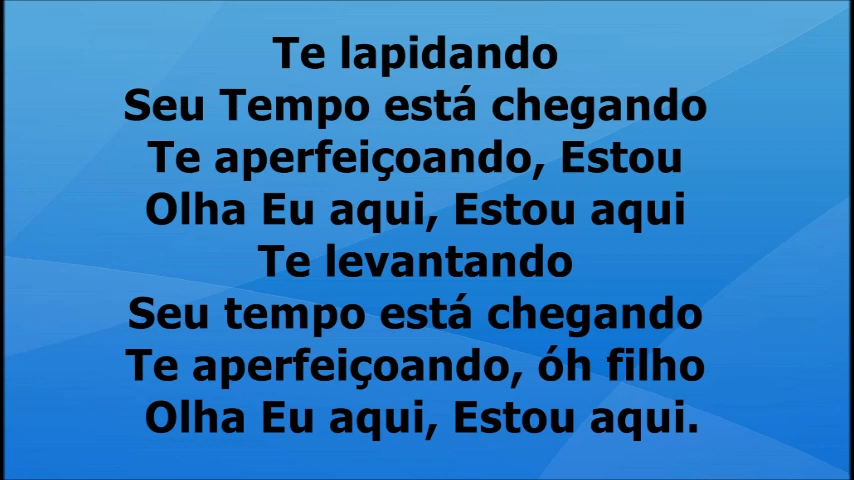 Te lapidando
Seu Tempo está chegando
Te aperfeiçoando, Estou
Olha Eu aqui, Estou aqui
Te levantando
Seu tempo está chegando
Te aperfeiçoando, óh filho
Olha Eu aqui, Estou aqui.